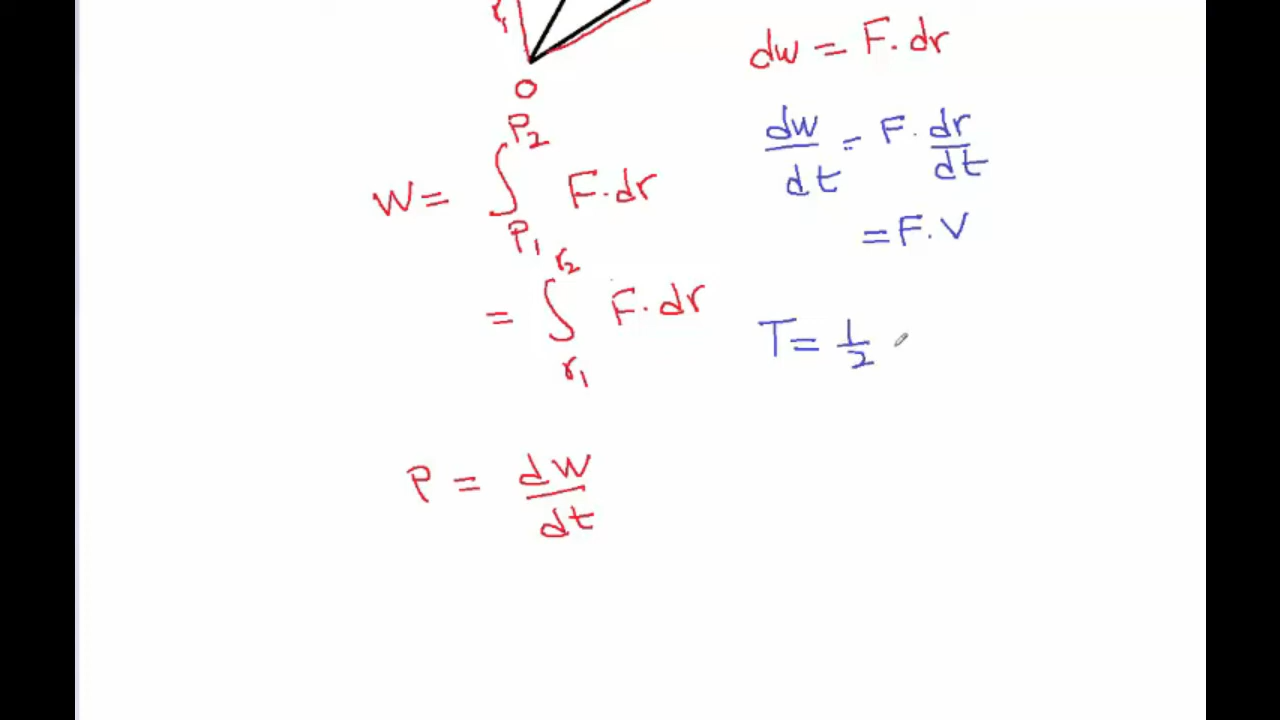 r1
O
W = ∫_{P1}^{P2} F.dr
= ∫_{r1}^{r2} F.dr
P = dW/dt
dw = F.dr
dw/dt = F.dr/dt
= F.V
T = 1/2